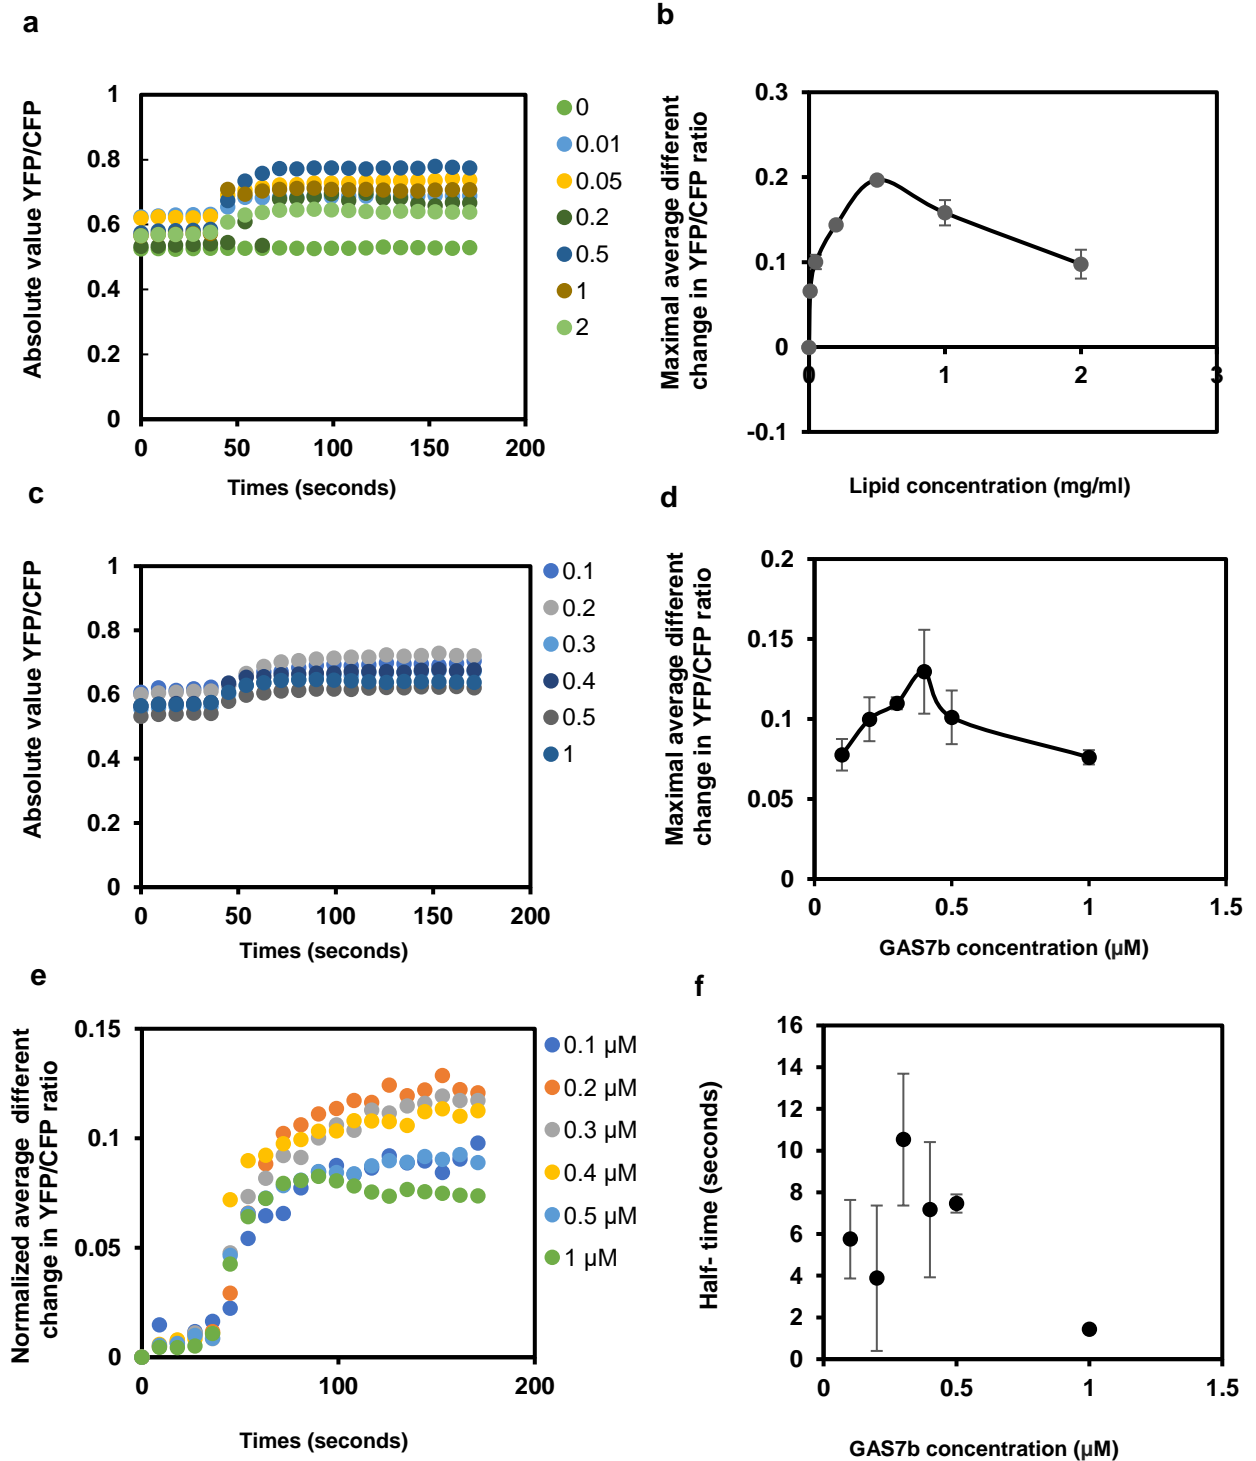 a
Absolute value YFP/CFP
1
0.8
0.6
0.4
0.2
0
0
50
100
150
200
Times (seconds)
0
0.01
0.05
0.2
0.5
1
2
b
Maximal average different
change in YFP/CFP ratio
0.3
0.2
0.1
0
-0.1
0
1
2
3
Lipid concentration (mg/ml)
c
Absolute value YFP/CFP
1
0.8
0.6
0.4
0.2
0
0
50
100
150
200
Times (seconds)
0.1
0.2
0.3
0.4
0.5
1
d
Maximal average different
change in YFP/CFP ratio
0.2
0.15
0.1
0.05
0
0
0.5
1
1.5
GAS7b concentration (µM)
e
Normalized average different
change in YFP/CFP ratio
0.15
0.1
0.05
0
0
100
200
Times (seconds)
0.1 µM
0.2 µM
0.3 µM
0.4 µM
0.5 µM
1 µM
f
Half- time (seconds)
16
14
12
10
8
6
4
2
0
0
0.5
1
1.5
GAS7b concentration (µM)